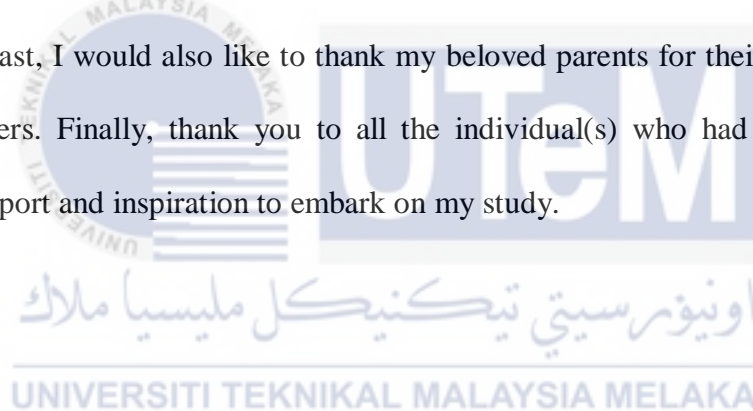 ast, I would also like to thank my beloved parents for thei
ers. Finally, thank you to all the individual(s) who had
port and inspiration to embark on my study.
UTeM
اونيۏرسيتي تيكنيكل مليسيا ملاك
UNIVERSITI TEKNIKAL MALAYSIA MELAKA